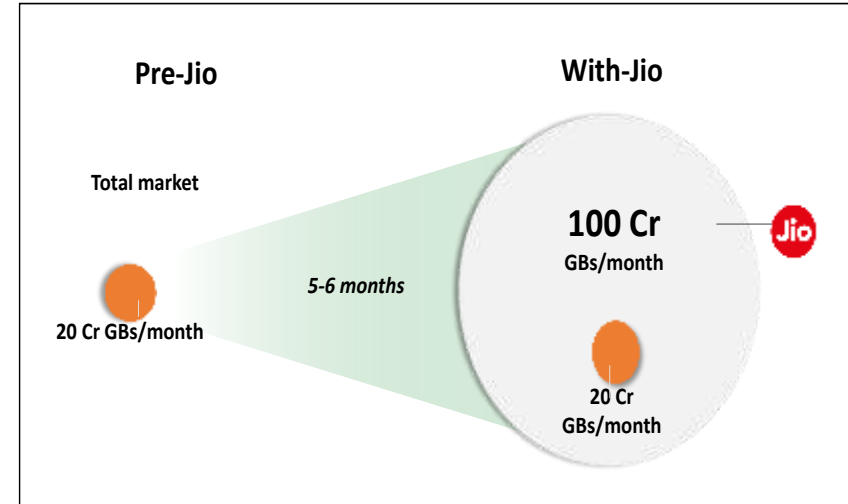 Pre-Jio
With-Jio
Total market
20 Cr GBs/month
5-6 months
100 Cr
GBs/month
Jio
20 Cr
GBs/month